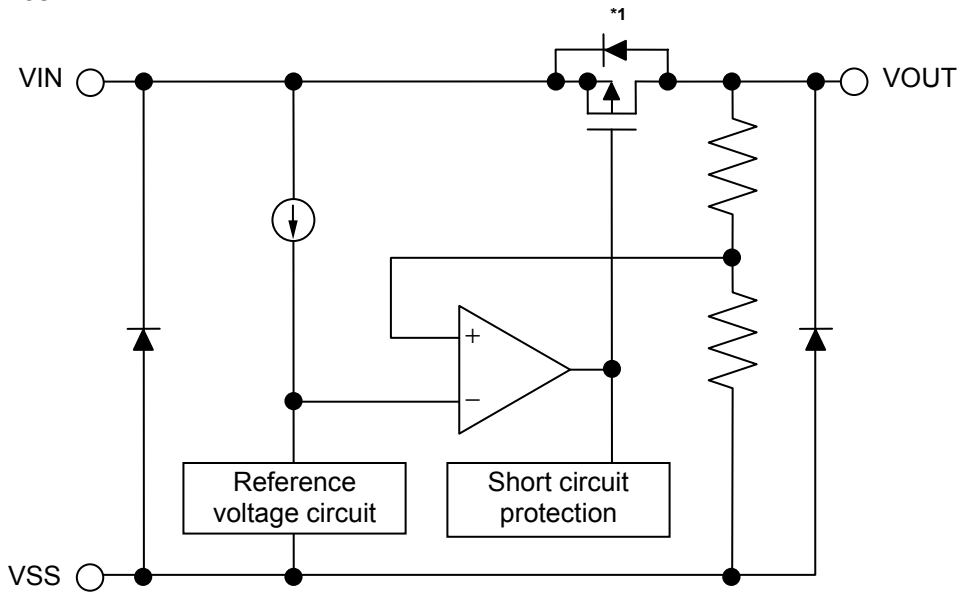 *1
VIN
VOUT
+
−
Reference
voltage circuit
Short circuit
protection
VSS